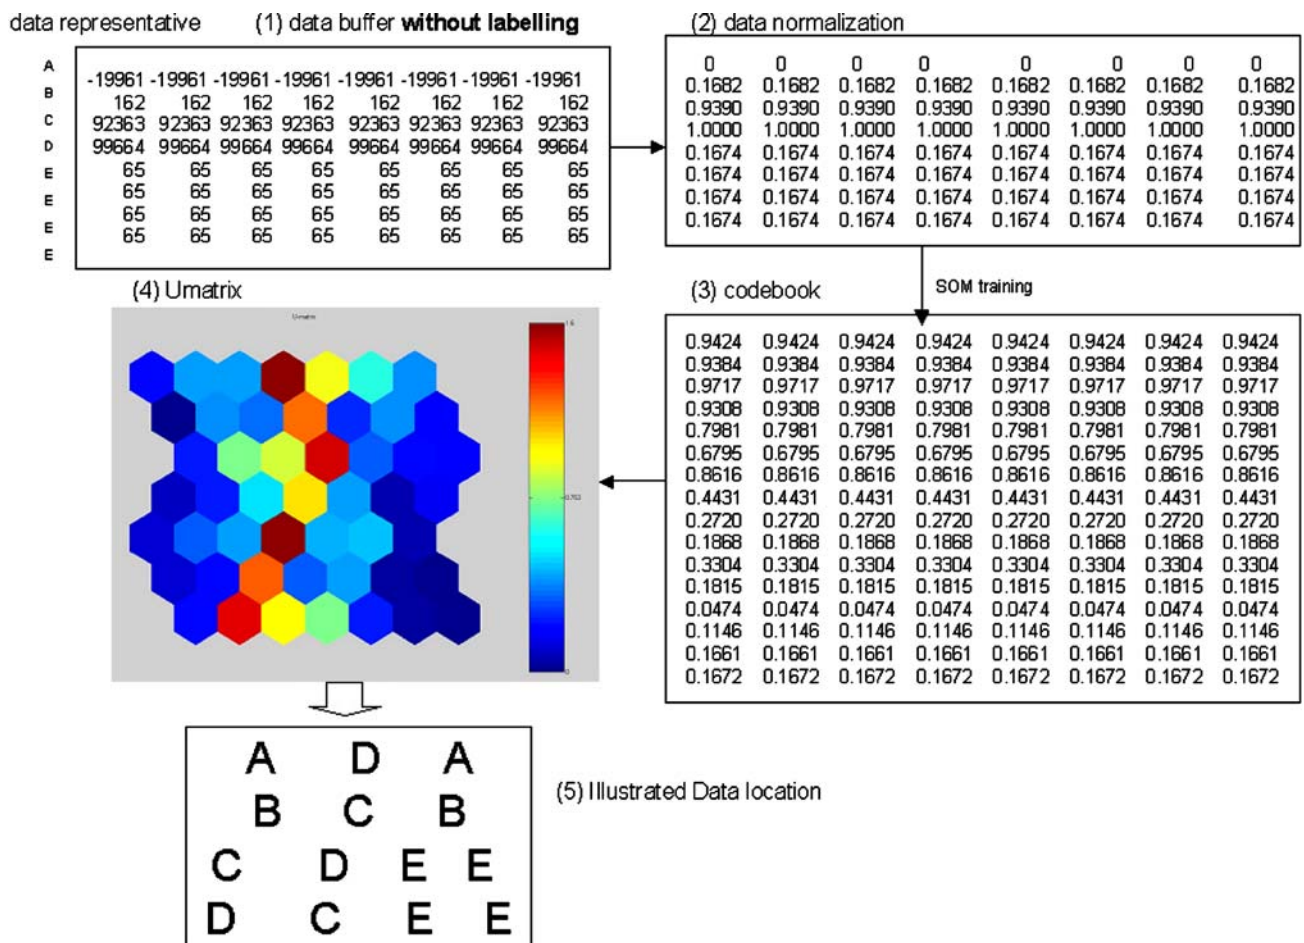 data representative (1) data buffer without labelling
A
B
C
D
E
E
E
E
-19961 -19961 -19961 -19961 -19961 -19961 -19961 -19961
162 162 162 162 162 162 162 162
92363 92363 92363 92363 92363 92363 92363 92363
99664 99664 99664 99664 99664 99664 99664 99664
65 65 65 65 65 65 65 65
65 65 65 65 65 65 65 65
65 65 65 65 65 65 65 65
65 65 65 65 65 65 65 65
(2) data normalization
0 0 0 0 0 0 0 0
0.1682 0.1682 0.1682 0.1682 0.1682 0.1682 0.1682 0.1682
0.9390 0.9390 0.9390 0.9390 0.9390 0.9390 0.9390 0.9390
1.0000 1.0000 1.0000 1.0000 1.0000 1.0000 1.0000 1.0000
0.1674 0.1674 0.1674 0.1674 0.1674 0.1674 0.1674 0.1674
0.1674 0.1674 0.1674 0.1674 0.1674 0.1674 0.1674 0.1674
0.1674 0.1674 0.1674 0.1674 0.1674 0.1674 0.1674 0.1674
0.1674 0.1674 0.1674 0.1674 0.1674 0.1674 0.1674 0.1674
SOM training
(3) codebook
0.9424 0.9424 0.9424 0.9424 0.9424 0.9424 0.9424 0.9424
0.9384 0.9384 0.9384 0.9384 0.9384 0.9384 0.9384 0.9384
0.9717 0.9717 0.9717 0.9717 0.9717 0.9717 0.9717 0.9717
0.9308 0.9308 0.9308 0.9308 0.9308 0.9308 0.9308 0.9308
0.7981 0.7981 0.7981 0.7981 0.7981 0.7981 0.7981 0.7981
0.6795 0.6795 0.6795 0.6795 0.6795 0.6795 0.6795 0.6795
0.8616 0.8616 0.8616 0.8616 0.8616 0.8616 0.8616 0.8616
0.4431 0.4431 0.4431 0.4431 0.4431 0.4431 0.4431 0.4431
0.2720 0.2720 0.2720 0.2720 0.2720 0.2720 0.2720 0.2720
0.1868 0.1868 0.1868 0.1868 0.1868 0.1868 0.1868 0.1868
0.3304 0.3304 0.3304 0.3304 0.3304 0.3304 0.3304 0.3304
0.1815 0.1815 0.1815 0.1815 0.1815 0.1815 0.1815 0.1815
0.0474 0.0474 0.0474 0.0474 0.0474 0.0474 0.0474 0.0474
0.1146 0.1146 0.1146 0.1146 0.1146 0.1146 0.1146 0.1146
0.1661 0.1661 0.1661 0.1661 0.1661 0.1661 0.1661 0.1661
0.1672 0.1672 0.1672 0.1672 0.1672 0.1672 0.1672 0.1672
(4) Umatrix
U-matrix
0
(5) Illustrated Data location
A D A
B C B
C D E E
D C E E